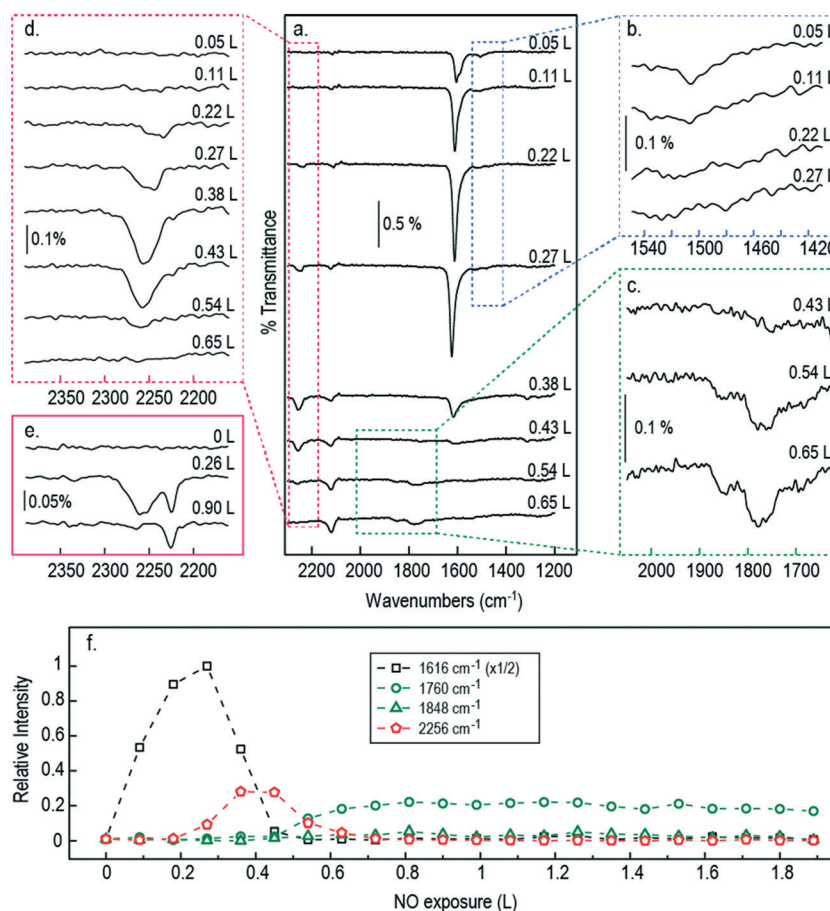 d.
0.05 L
0.11 L
0.22 L
0.27 L
0.38 L
0.1%
0.43 L
0.54 L
0.65 L
2350 2300 2250 2200
e.
0 L
0.26 L
0.05%
0.90 L
2350 2300 2250 2200
a.
% Transmittance
0.05 L
0.11 L
0.22 L
0.5 %
0.27 L
0.38 L
0.43 L
0.54 L
0.65 L
2200 2000 1800 1600 1400 1200
Wavenumbers (cm⁻¹)
b.
0.05 L
0.11 L
0.1 %
0.22 L
0.27 L
1540 1500 1460 1420
c.
0.43 L
0.54 L
0.1 %
0.65 L
2000 1900 1800 1700
f.
Relative Intensity
1
0.8
0.6
0.4
0.2
0
1616 cm⁻¹ (x1/2)
1760 cm⁻¹
1848 cm⁻¹
2256 cm⁻¹
0 0.2 0.4 0.6 0.8 1 1.2 1.4 1.6 1.8
NO exposure (L)